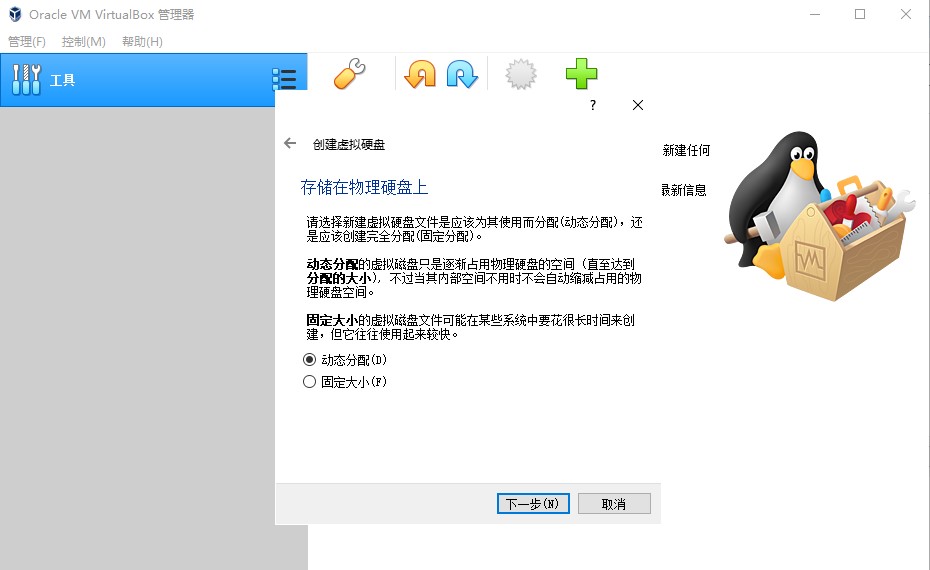 Oracle VM VirtualBox 管理器
管理(F) 控制(M) 帮助(H)
工具
?
创建虚拟硬盘
新建任何
存储在物理硬盘上
最新信息
请选择新建虚拟硬盘文件是应该为其使用而分配(动态分配)，还
是应该创建完全分配(固定分配)。
动态分配的虚拟磁盘只是逐渐占用物理硬盘的空间（直至达到
分配的大小），不过当其内部空间不用时不会自动缩减占用的物
理硬盘空间。
固定大小的虚拟磁盘文件可能在某些系统中要花很长时间来创
建，但它往往使用起来较快。
动态分配(D)
固定大小(F)
下一步(N) 取消